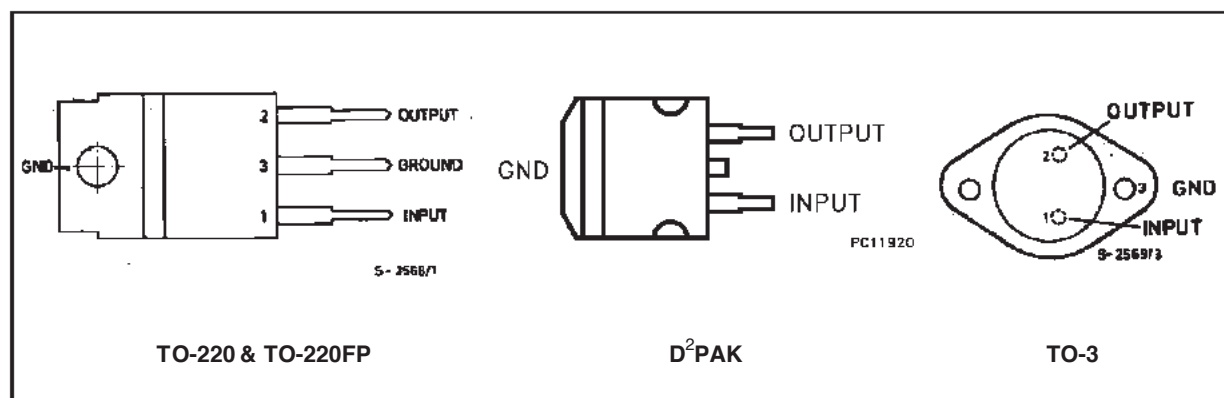 2 OUTPUT
GND 3 GROUND
1 INPUT
S-2568/1
TO-220 & TO-220FP
OUTPUT
GND
INPUT
PC11920
D²PAK
OUTPUT
2
3 GND
1
INPUT
S-2569/3
TO-3